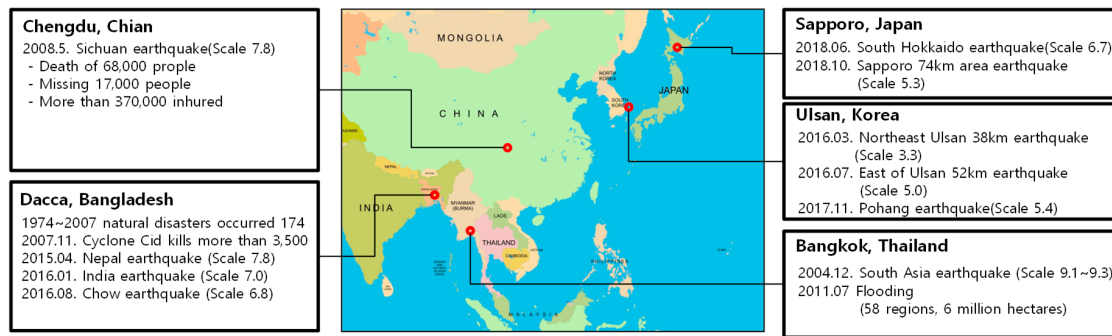 Chengdu, Chian
2008.5. Sichuan earthquake(Scale 7.8)
- Death of 68,000 prople
- Missing 17,000 people
- More than 370,000 inhured
Dacca, Bangladesh
1974~2007 natural disasters occurred 174
2007.11. Cyclone Cid kills more than 3,500
2015.04. Nepal earthquake (Scale 7.8)
2016.01. India earthquake (Scale 7.0)
2016.08. Chow earthquake (Scale 6.8)
MONGOLIA
CHINA
NORTH KOREA
SOUTH KOREA
JAPAN
NEPAL
INDIA
MYANMAR (BURMA)
LAOS
THAILAND
CAMBODIA
PHILIPPINES
MALAYSIA
Sapporo, Japan
2018.06. South Hokkaido earthquake(Scale 6.7)
2018.10. Sapporo 74km area earthquake
(Scale 5.3)
Ulsan, Korea
2016.03. Northeast Ulsan 38km earthquake
(Scale 3.3)
2016.07. East of Ulsan 52km earthquake
(Scale 5.0)
2017.11. Pohang earthquake(Scale 5.4)
Bangkok, Thailand
2004.12. South Asia earthquake (Scale 9.1~9.3)
2011.07 Flooding
(58 regions, 6 million hectares)